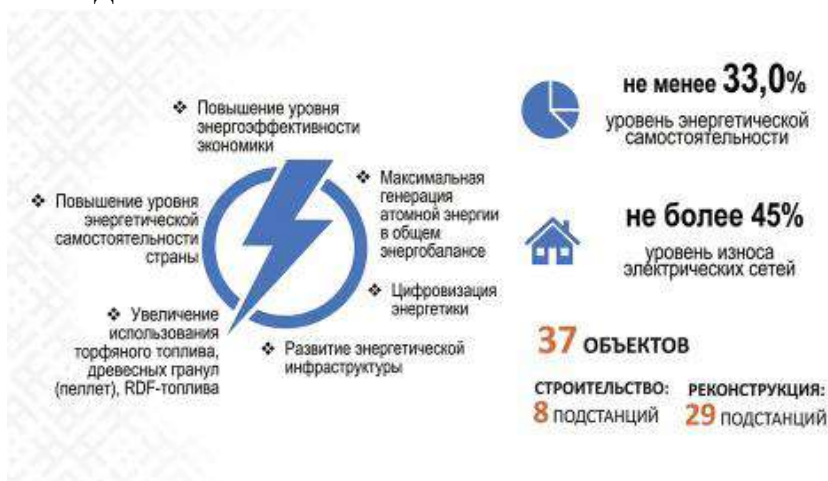 ❖ Повышение уровня
энергоэффективности
экономики
❖ Повышение уровня
энергетической
самостоятельности
страны
❖ Увеличение
использования
торфяного топлива,
древесных гранул
(пеллет), RDF-топлива
❖ Максимальная
генерация
атомной энергии
в общем
энергобалансе
❖ Цифровизация
энергетики
❖ Развитие энергетической
инфраструктуры
не менее 33,0%
уровень энергетической
самостоятельности
не более 45%
уровень износа
электрических сетей
37 ОБЪЕКТОВ
СТРОИТЕЛЬСТВО:
8 ПОДСТАНЦИЙ
РЕКОНСТРУКЦИЯ:
29 ПОДСТАНЦИЙ